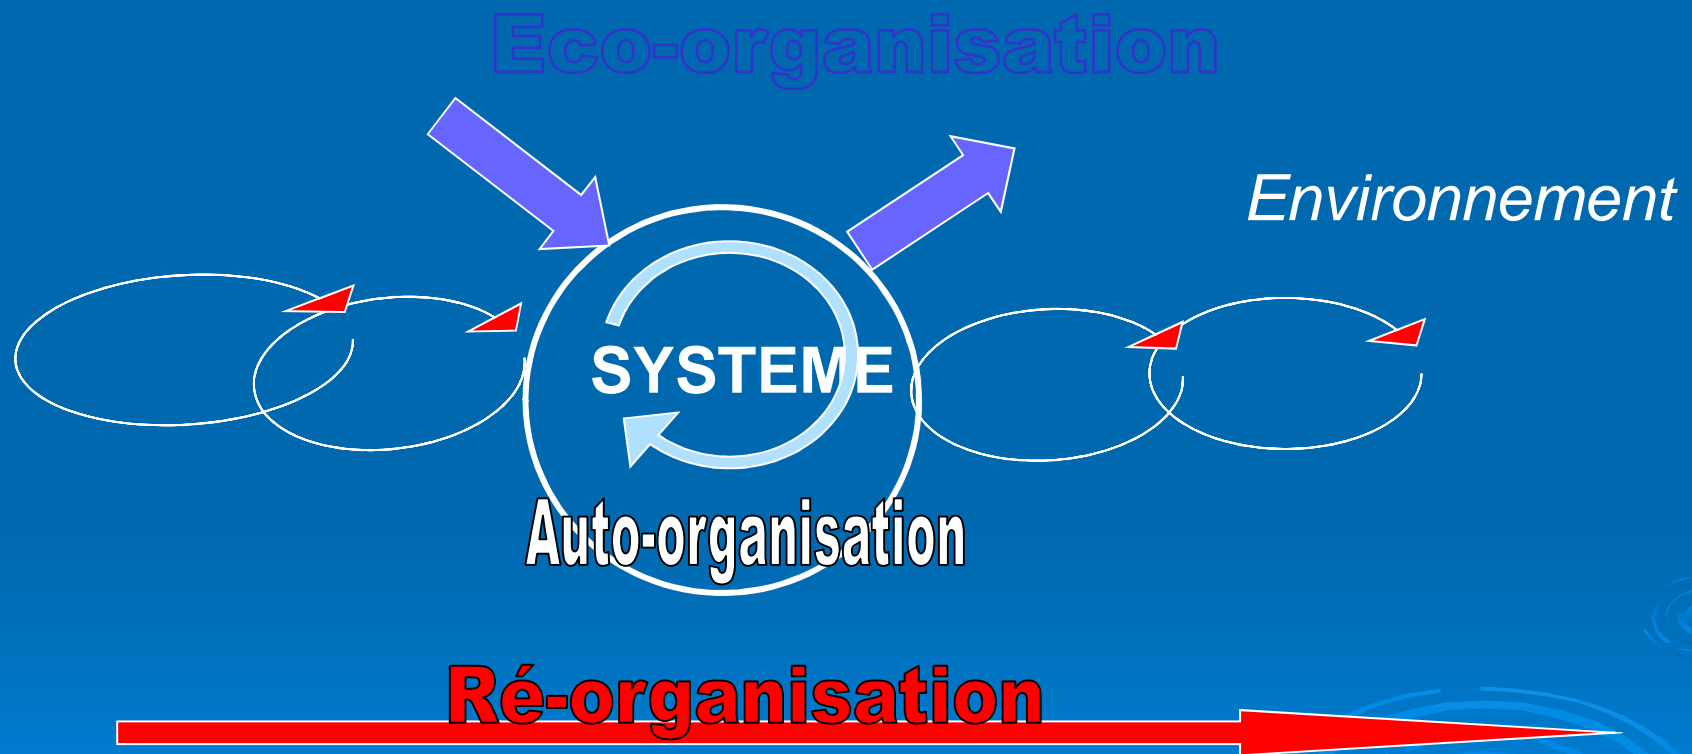 Eco-organisation
Environnement
SYSTEME
Auto-organisation
Ré-organisation